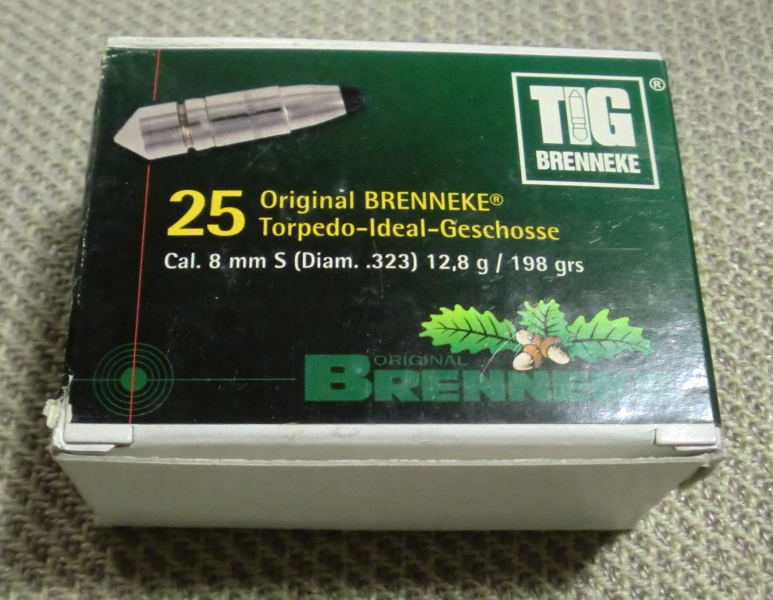 TIG®
BRENNEKE
25 Original BRENNEKE®
Torpedo-Ideal-Geschosse
Cal. 8 mm S (Diam. .323) 12,8 g / 198 grs
ORIGINAL
BRENNEKE